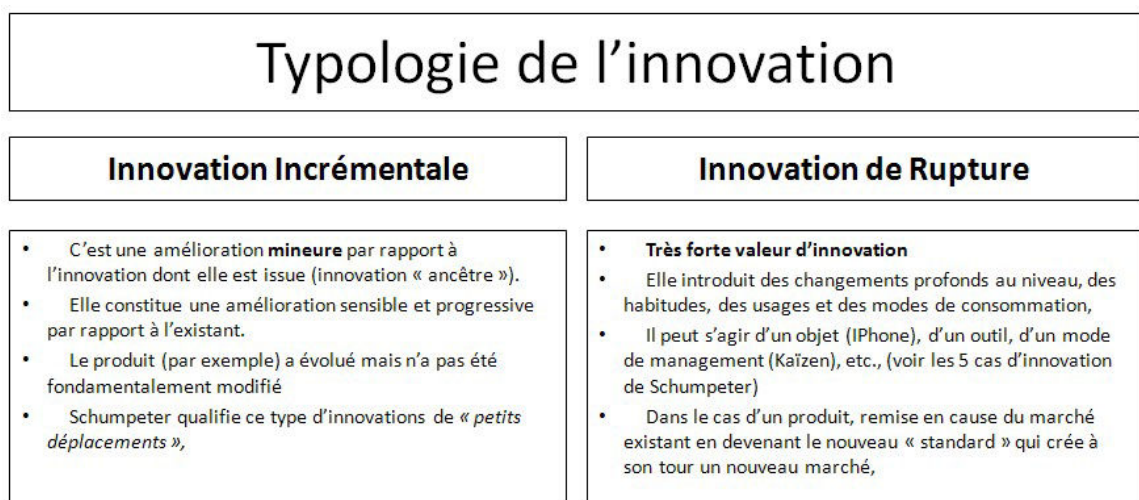 Typologie de l’innovation
Innovation Incrémentale
• C’est une amélioration mineure par rapport à
l’innovation dont elle est issue (innovation « ancêtre »).
• Elle constitue une amélioration sensible et progressive
par rapport à l’existant.
• Le produit (par exemple) a évolué mais n’a pas été
fondamentalement modifié
• Schumpeter qualifie ce type d’innovations de « petits
déplacements »,
Innovation de Rupture
• Très forte valeur d’innovation
• Elle introduit des changements profonds au niveau, des
habitudes, des usages et des modes de consommation,
• Il peut s’agir d’un objet (IPhone), d’un outil, d’un mode
de management (Kaïzen), etc., (voir les 5 cas d’innovation
de Schumpeter)
• Dans le cas d’un produit, remise en cause du marché
existant en devenant le nouveau « standard » qui crée à
son tour un nouveau marché,